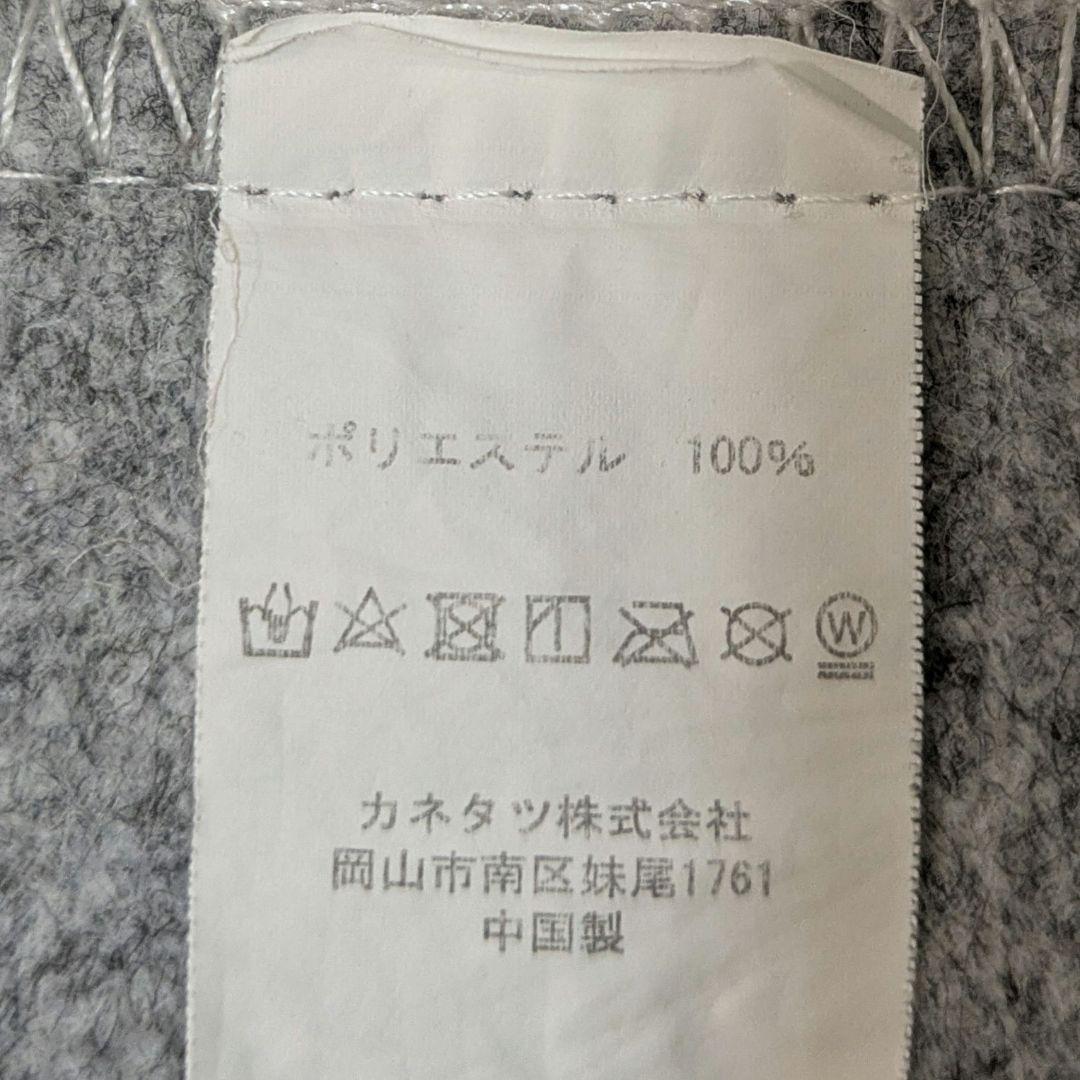 ポリエステル 100%
W
カネタツ株式会社
岡山市南区妹尾1761
中国製